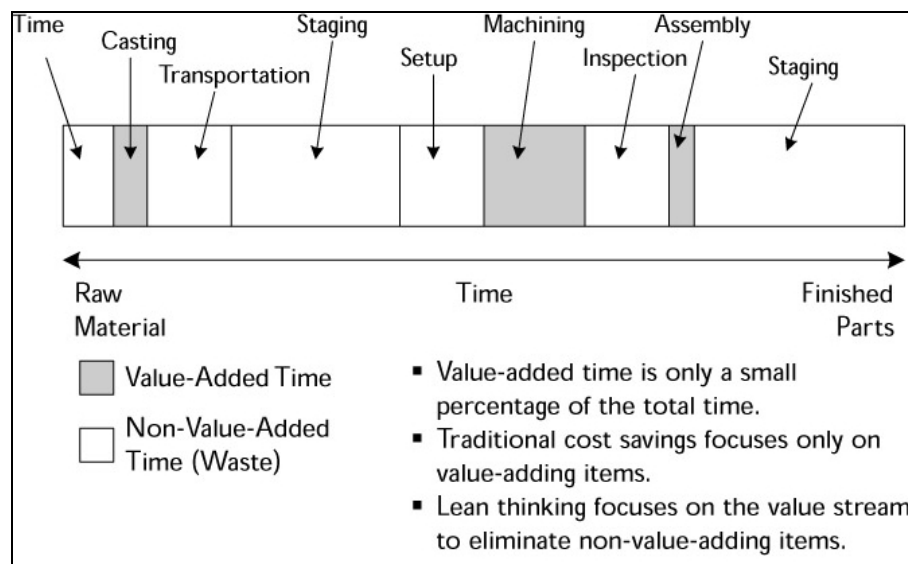 Time
Casting
Transportation
Staging
Setup
Machining
Inspection
Assembly
Staging
Raw
Material
Time
Finished
Parts
Value-Added Time
Non-Value-Added
Time (Waste)
▪ Value-added time is only a small
percentage of the total time.
▪ Traditional cost savings focuses only on
value-adding items.
▪ Lean thinking focuses on the value stream
to eliminate non-value-adding items.